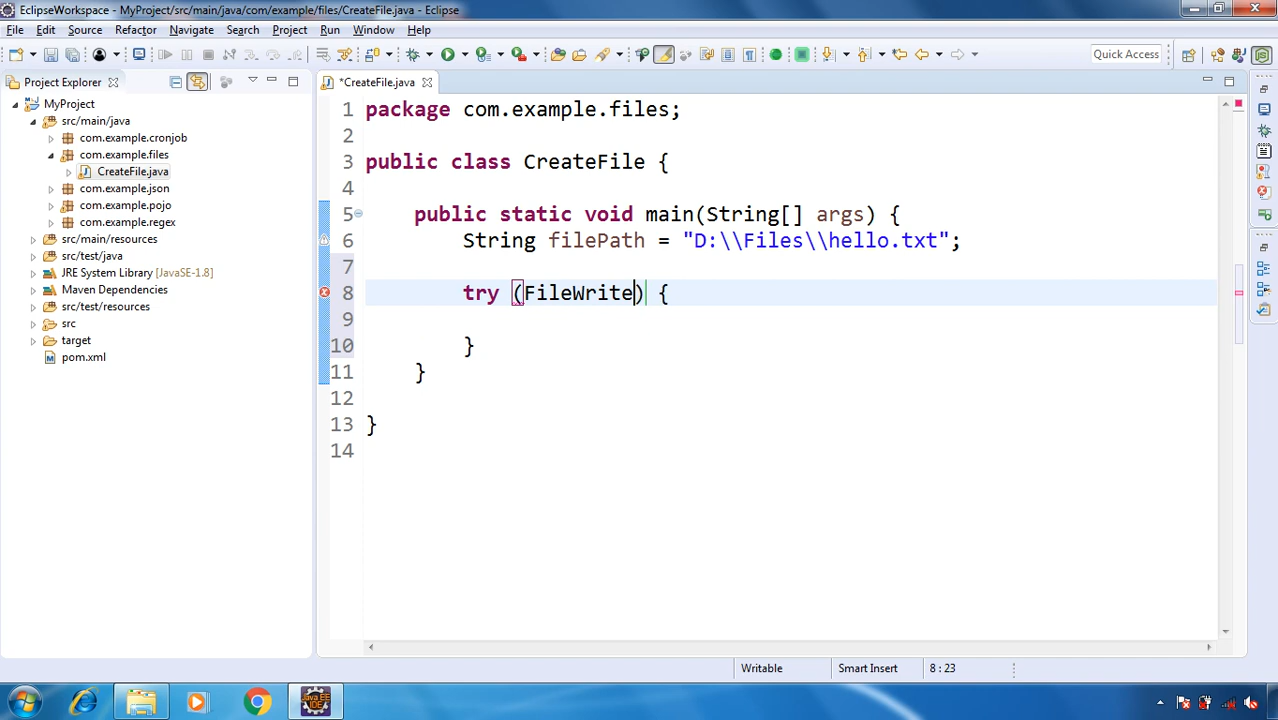 EclipseWorkspace - MyProject/src/main/java/com/example/files/CreateFile.java - Eclipse
File Edit Source Refactor Navigate Search Project Run Window Help
Quick Access
Project Explorer
*CreateFile.java
MyProject
src/main/java
com.example.cronjob
com.example.files
CreateFile.java
com.example.json
com.example.pojo
com.example.regex
src/main/resources
src/test/java
JRE System Library [JavaSE-1.8]
Maven Dependencies
src/test/resources
src
target
pom.xml
1 package com.example.files;
2
3 public class CreateFile {
4
5 public static void main(String[] args) {
6 String filePath = "D:\\Files\\hello.txt";
7
8 try (FileWrite) {
9
10 }
11 }
12
13 }
14
Writable Smart Insert 8 : 23
Java EE
IDE